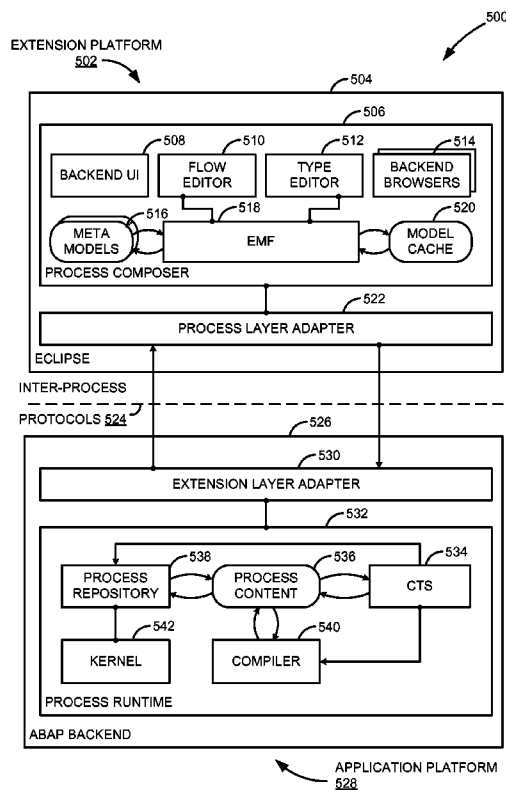 500
EXTENSION PLATFORM
502
504
506
508
510
512
514
BACKEND UI
FLOW
EDITOR
TYPE
EDITOR
BACKEND
BROWSERS
516
518
520
META
MODELS
EMF
MODEL
CACHE
PROCESS COMPOSER
522
PROCESS LAYER ADAPTER
ECLIPSE
INTER-PROCESS
PROTOCOLS 524
526
530
EXTENSION LAYER ADAPTER
532
538
536
534
PROCESS
REPOSITORY
PROCESS
CONTENT
CTS
542
540
KERNEL
COMPILER
PROCESS RUNTIME
ABAP BACKEND
APPLICATION PLATFORM
528